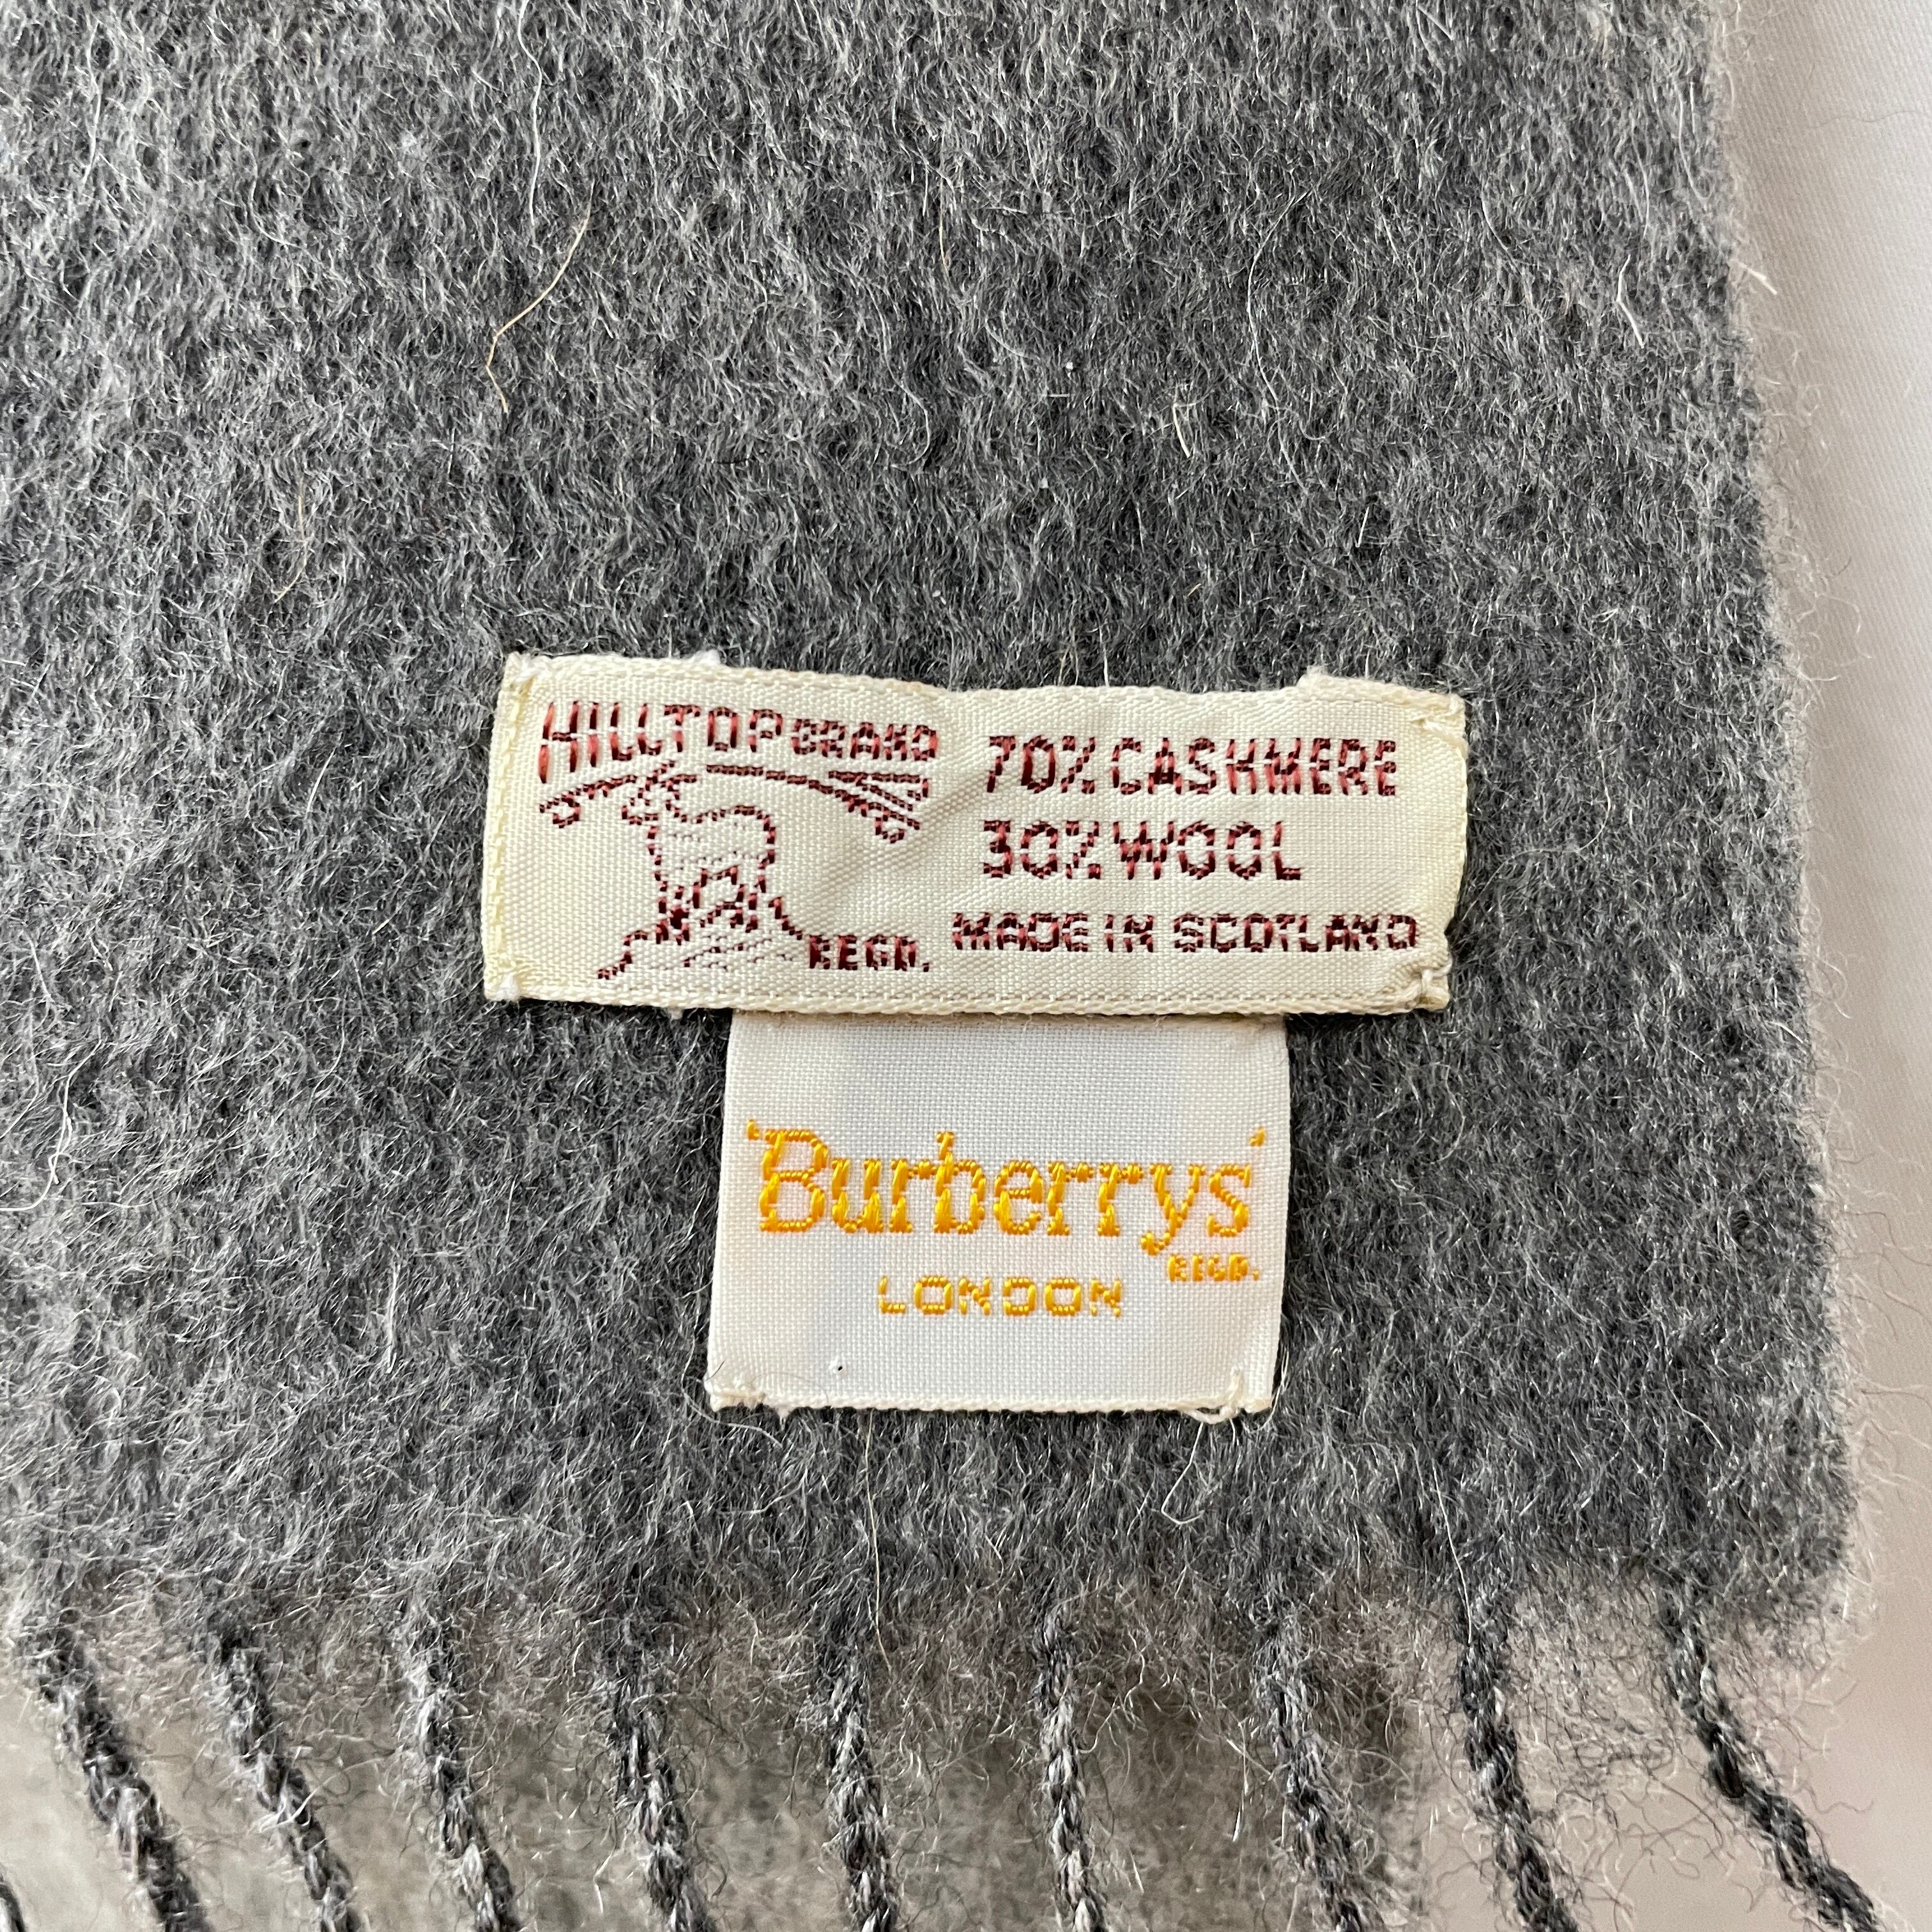 HILLTOP BRAND
70% CASHMERE
30% WOOL
REGD.
MADE IN SCOTLAND
'Burberrys'
REGD.
LONDON